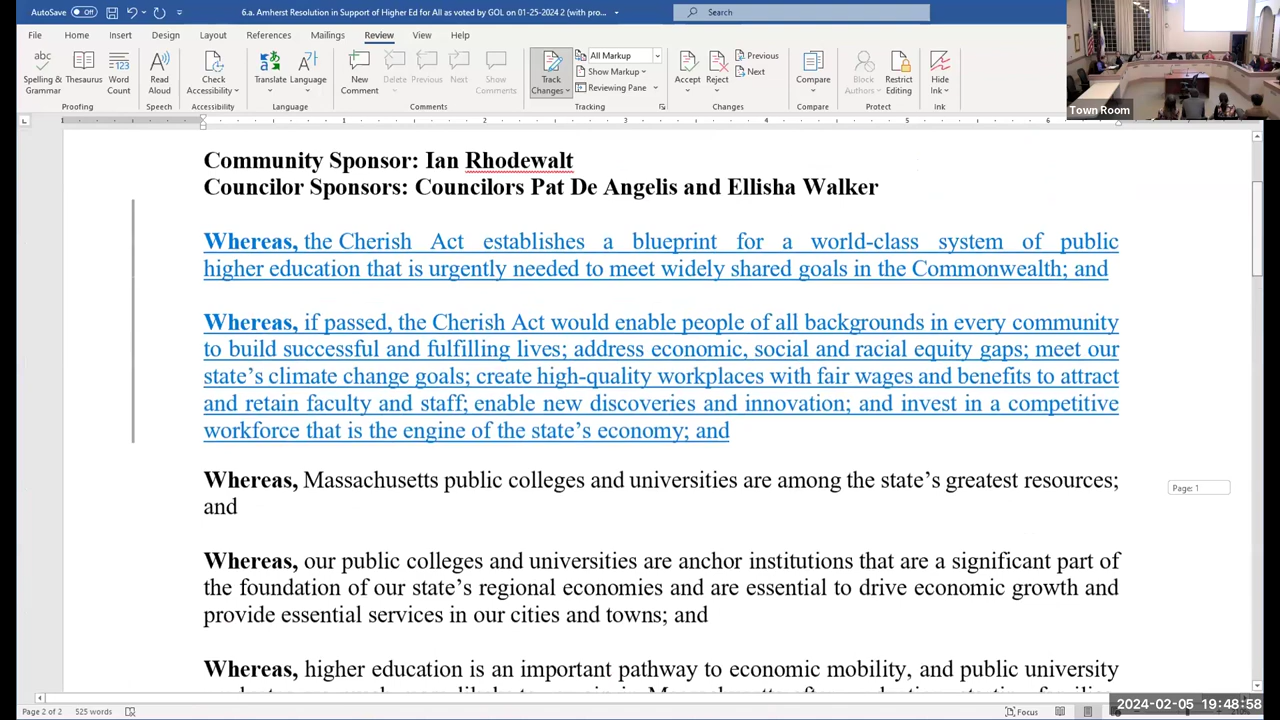 AutoSave Off 6.a. Amherst Resolution in Support of Higher Ed for All as voted by GOL on 01-25-2024 2 (with pro... Search
File Home Insert Design Layout References Mailings Review View Help
Spelling & Grammar Thesaurus Word Count Read Aloud Check Accessibility Translate Language New Comment Delete Previous Next Show Comments Track Changes All Markup Show Markup Reviewing Pane Accept Reject Previous Next Compare Block Authors Restrict Editing Hide Ink
Proofing Speech Accessibility Language Comments Tracking Changes Compare Protect Ink
Town Room
1 1 2 3 4 5 6
Community Sponsor: Ian Rhodewalt
Councilor Sponsors: Councilors Pat De Angelis and Ellisha Walker
Whereas, the Cherish Act establishes a blueprint for a world-class system of public
higher education that is urgently needed to meet widely shared goals in the Commonwealth; and
Whereas, if passed, the Cherish Act would enable people of all backgrounds in every community
to build successful and fulfilling lives; address economic, social and racial equity gaps; meet our
state’s climate change goals; create high-quality workplaces with fair wages and benefits to attract
and retain faculty and staff; enable new discoveries and innovation; and invest in a competitive
workforce that is the engine of the state’s economy; and
Whereas, Massachusetts public colleges and universities are among the state’s greatest resources;
and
Page: 1
Whereas, our public colleges and universities are anchor institutions that are a significant part of
the foundation of our state’s regional economies and are essential to drive economic growth and
provide essential services in our cities and towns; and
Whereas, higher education is an important pathway to economic mobility, and public university
Page 2 of 2 525 words Focus
2024-02-05 19:48:58